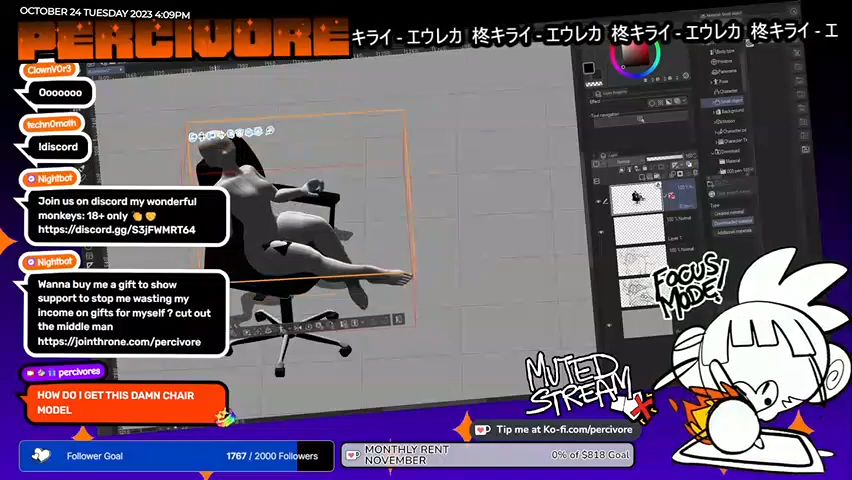 OCTOBER 24 TUESDAY 2023 4:09PM
PERCIVORE
キライ - エウレカ 柊キライ - エウレカ 柊キライ - エウレカ 柊キライ - エ
ClownV0r3
Ooooooo
techn0moth
!discord
Nightbot
Join us on discord my wonderful
monkeys: 18+ only 👏 😳
https://discord.gg/S3jFWMRT64
Nightbot
Wanna buy me a gift to show
support to stop me wasting my
income on gifts for myself ? cut out
the middle man
https://jointhrone.com/percivore
percivores
HOW DO I GET THIS DAMN CHAIR
MODEL
FOCUS
MODE!
MUTED
STREAM
Tip me at Ko-fi.com/percivore
Follower Goal
1767 / 2000 Followers
MONTHLY RENT
NOVEMBER
0% of $818 Goal